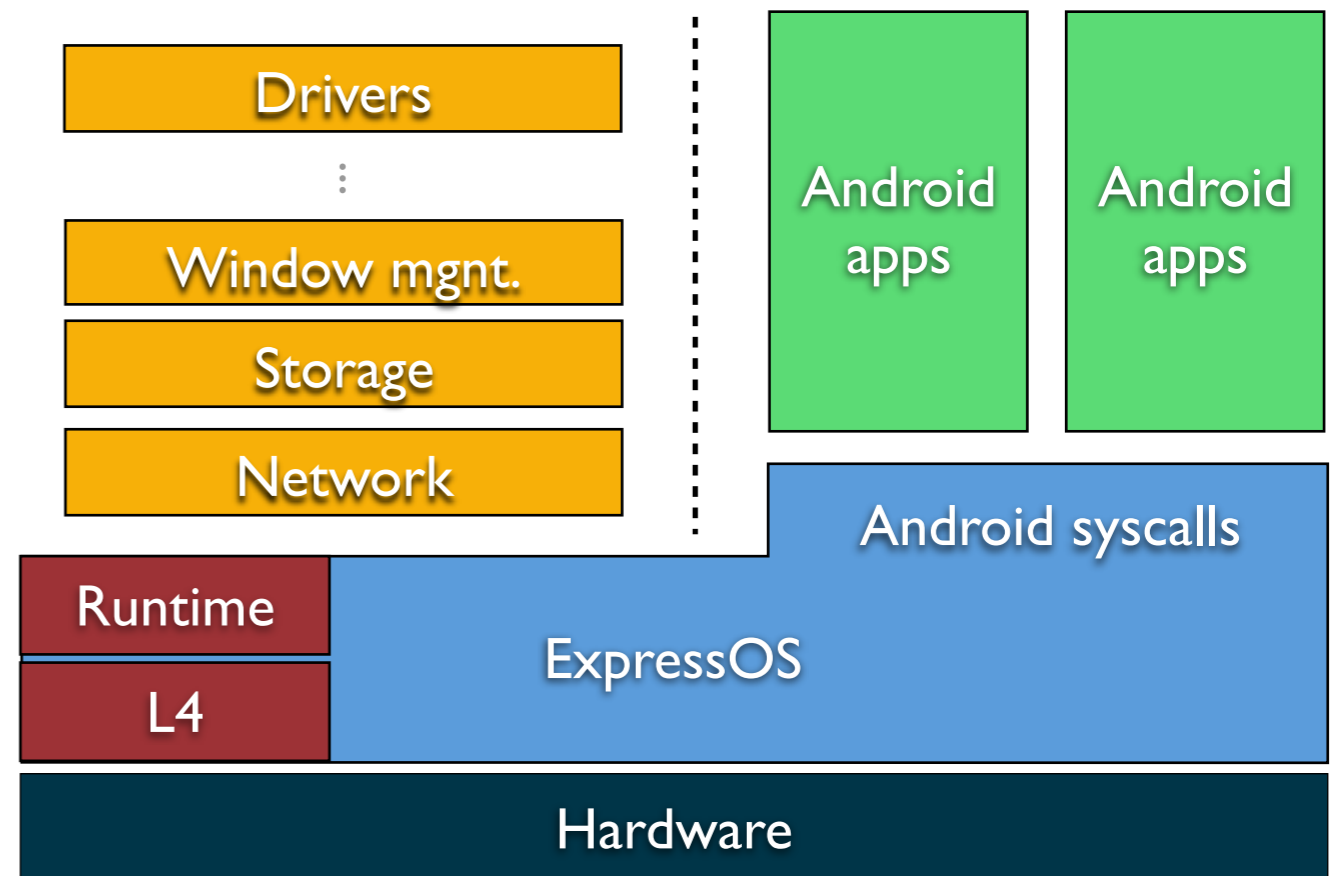 Drivers
Window mgnt.
Storage
Network
Android
apps
Android
apps
Android syscalls
Runtime
L4
ExpressOS
Hardware